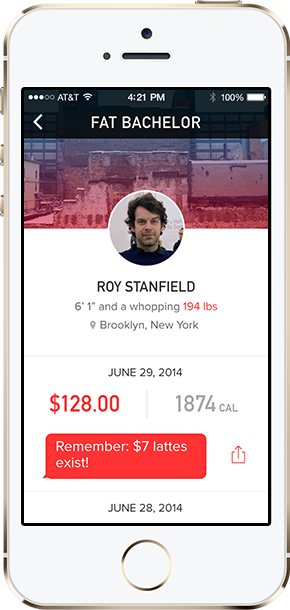 AT&T 4:21 PM 100%
FAT BACHELOR
ROY STANFIELD
6’ 1” and a whopping 194 lbs
Brooklyn, New York
JUNE 29, 2014
$128.00 1874 CAL
Remember: $7 lattes
exist!
JUNE 28, 2014